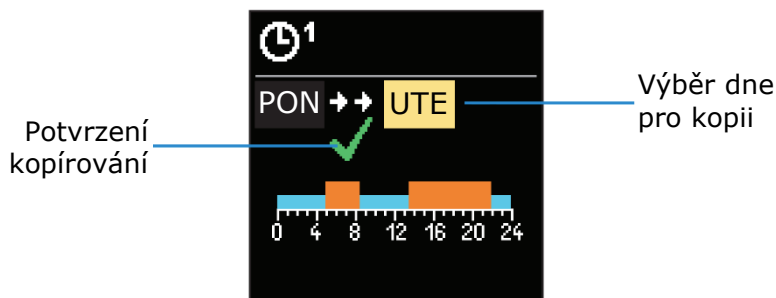 1
PON UTE
Výběr dne
pro kopii
Potvrzení
kopírování
0 4 8 12 16 20 24